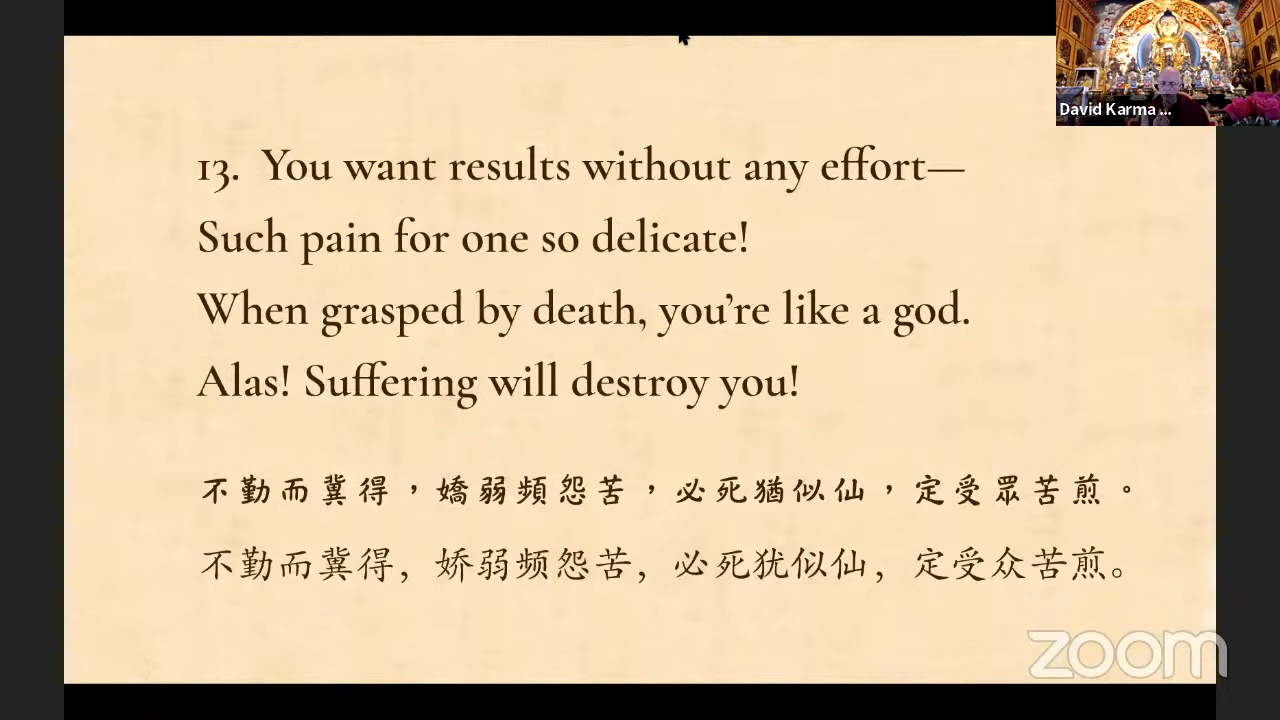 David Karma ...
13. You want results without any effort—
Such pain for one so delicate!
When grasped by death, you’re like a god.
Alas! Suffering will destroy you!
不勤而冀得，嬌弱頻怨苦，必死猶似仙，定受眾苦煎。
不勤而冀得，娇弱频怨苦，必死犹似仙，定受众苦煎。
zoom